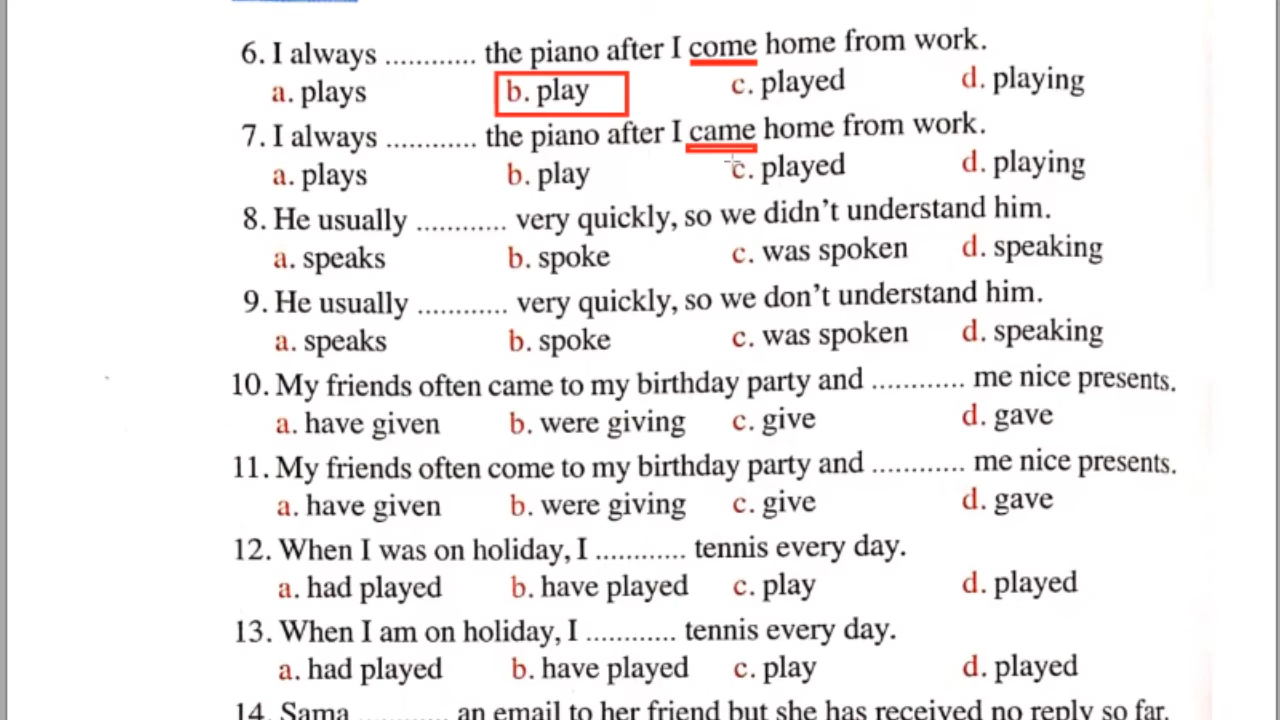 6. I always ............ the piano after I come home from work.
a. plays b. play c. played d. playing
7. I always ............ the piano after I came home from work.
a. plays b. play c. played d. playing
8. He usually ............ very quickly, so we didn't understand him.
a. speaks b. spoke c. was spoken d. speaking
9. He usually ............ very quickly, so we don't understand him.
a. speaks b. spoke c. was spoken d. speaking
10. My friends often came to my birthday party and ............ me nice presents.
a. have given b. were giving c. give d. gave
11. My friends often come to my birthday party and ............ me nice presents.
a. have given b. were giving c. give d. gave
12. When I was on holiday, I ............ tennis every day.
a. had played b. have played c. play d. played
13. When I am on holiday, I ............ tennis every day.
a. had played b. have played c. play d. played
14. Sama ............ an email to her friend but she has received no reply so far.